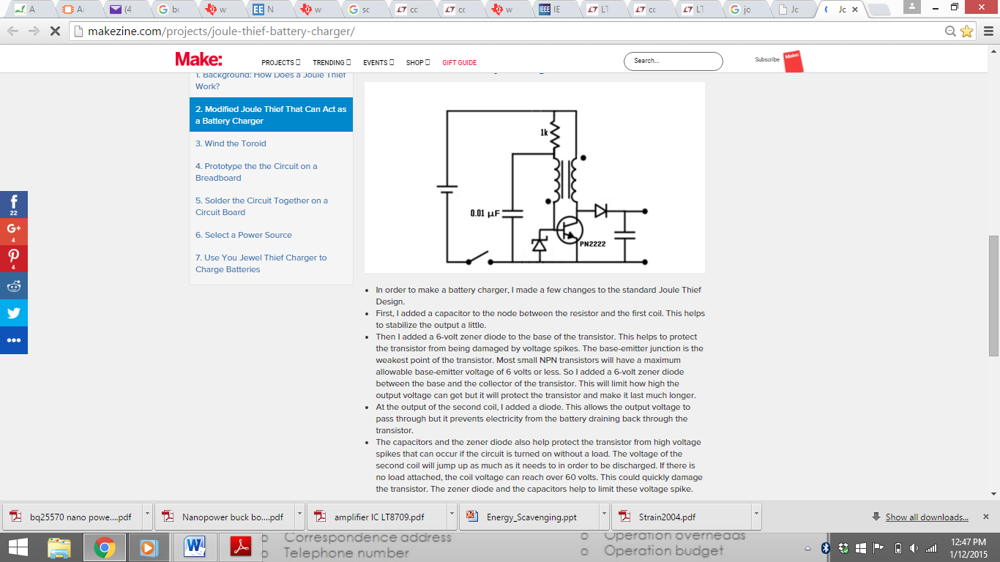 A
A
(4
b
w
EE N
w
sc
cc
cc
w
IEEE IE
LT
cc
LT
jo
Jc
Jc
makezine.com/projects/joule-thief-battery-charger/
Make:
PROJECTS
TRENDING
EVENTS
SHOP
GIFT GUIDE
Search...
Subscribe
Make:
1. Background: How Does a Joule Thief
Work?
2. Modified Joule Thief That Can Act as
a Battery Charger
3. Wind the Toroid
4. Prototype the the Circuit on a
Breadboard
5. Solder the Circuit Together on a
Circuit Board
6. Select a Power Source
7. Use You Jewel Thief Charger to
Charge Batteries
22
4
4
1k
0.01 µF
PN2222
In order to make a battery charger, I made a few changes to the standard Joule Thief
Design.
First, I added a capacitor to the node between the resistor and the first coil. This helps
to stabilize the output a little.
Then I added a 6-volt zener diode to the base of the transistor. This helps to protect
the transistor from being damaged by voltage spikes. The base-emitter junction is the
weakest point of the transistor. Most small NPN transistors will have a maximum
allowable base-emitter voltage of 6 volts or less. So I added a 6-volt zener diode
between the base and the collector of the transistor. This will limit how high the
output voltage can get but it will protect the transistor and make it last much longer.
At the output of the second coil, I added a diode. This allows the output voltage to
pass through but it prevents electricity from the battery draining back through the
transistor.
The capacitors and the zener diode also help protect the transistor from high voltage
spikes that can occur if the circuit is turned on without a load. The voltage of the
second coil will jump up as much as it needs to in order to be discharged. If there is
no load attached, the coil voltage can reach over 60 volts. This could quickly damage
the transistor. The zener diode and the capacitors help to limit these voltage spike.
bq25570 nano powe....pdf
Nanopower buck bo....pdf
amplifier IC LT8709.pdf
Energy_Scavenging.ppt
Strain2004.pdf
Show all downloads...
Correspondence address
Telephone number
Operation overheads
Operation budget
12:47 PM
1/12/2015